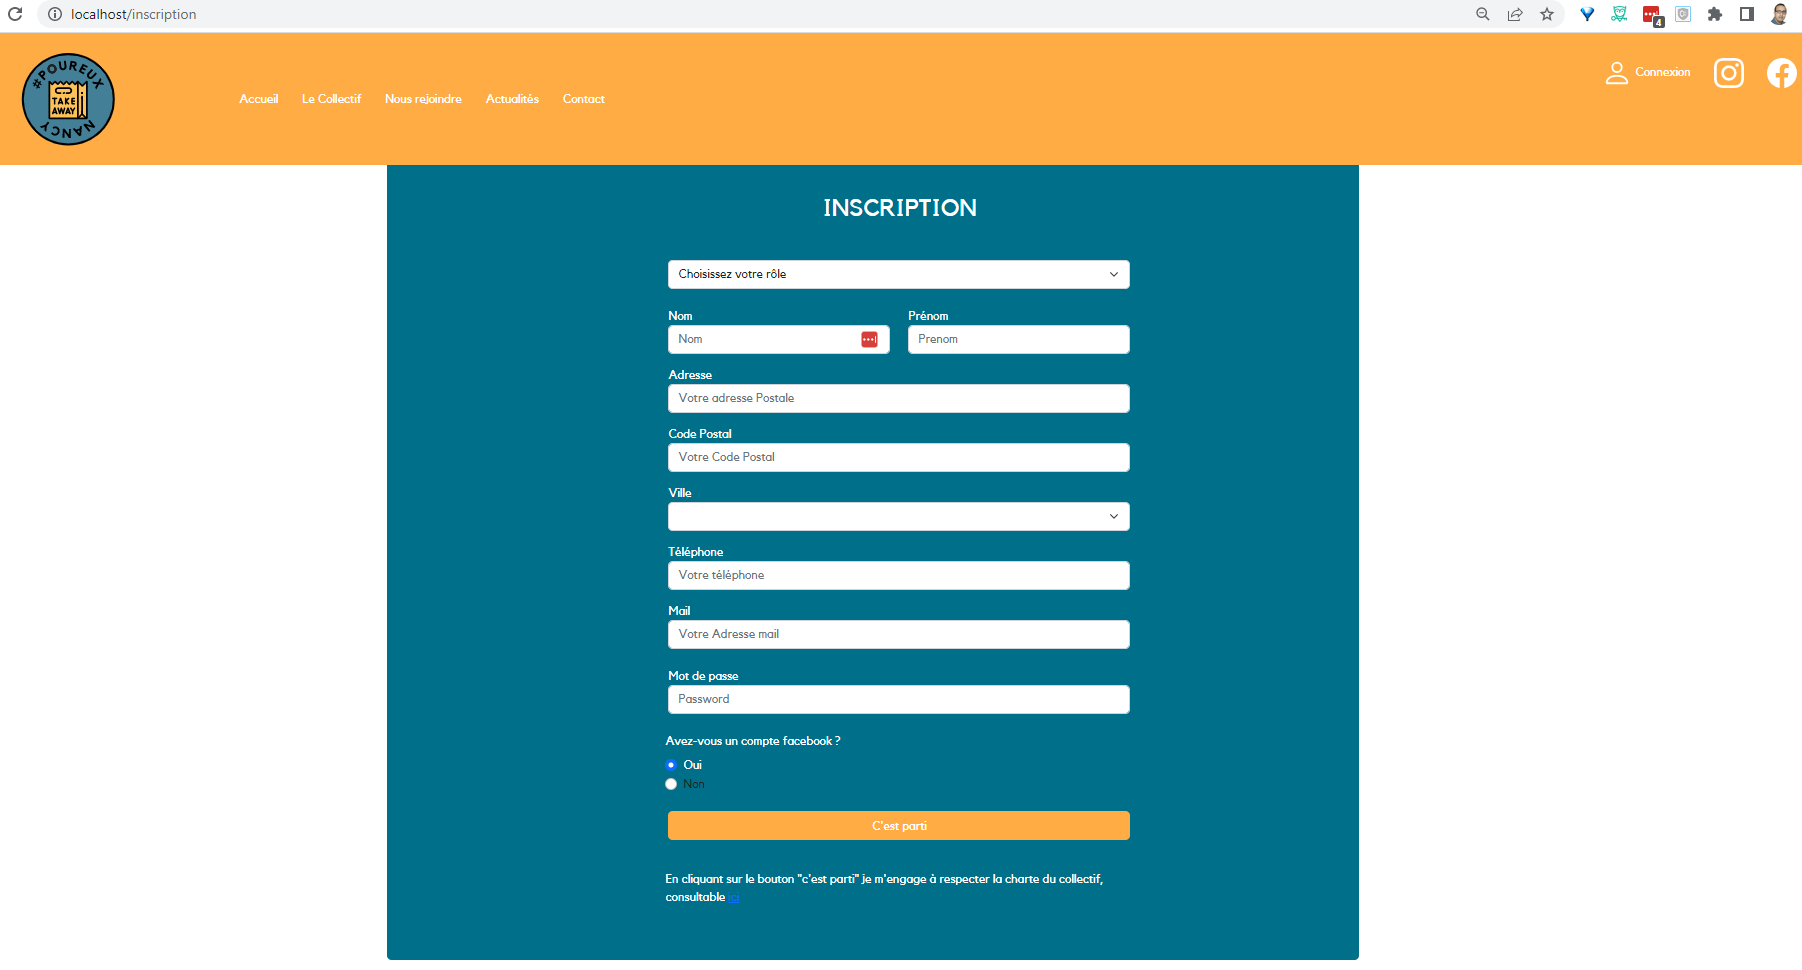 localhost/inscription
4
#POUREUX
TAKE
AWAY
NANCY
Accueil Le Collectif Nous rejoindre Actualités Contact
Connexion
INSCRIPTION
Choisissez votre rôle
Nom Prénom
Nom Prenom
Adresse
Votre adresse Postale
Code Postal
Votre Code Postal
Ville
Téléphone
Votre téléphone
Mail
Votre Adresse mail
Mot de passe
Password
Avez-vous un compte facebook ?
Oui
Non
C'est parti
En cliquant sur le bouton "c'est parti" je m'engage à respecter la charte du collectif,
consultable ici